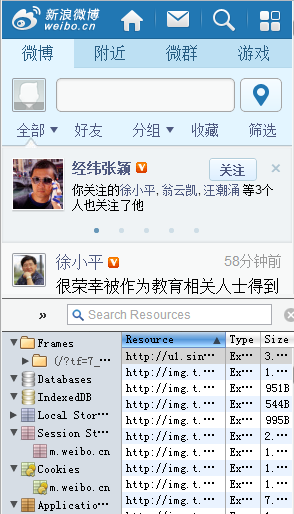 新浪微博
weibo.cn
微博 附近 微群 游戏
全部 好友 分组 收藏 筛选
经纬张颖 关注
你关注的徐小平, 翁云凯, 汪潮涌 等3个
人也关注了他
徐小平 58分钟前
很荣幸被作为教育相关人士得到
» Search Resources
Frames
(/?tf=7_...
Databases
IndexedDB
Local Stor...
Session St...
m.weibo.cn
Cookies
m.weibo.cn
Applicatio...
Resource Type Size
http://u1.sin... Ex... 3....
http://img.t.... Ex... 1....
http://img.t.... Ex... 951B
http://img.t.... Ex... 544B
http://img.t.... Ex... 995B
http://img.t.... Ex... 2....
http://img.t.... Ex... 1....
http://img.t.... Ex... 1....
http://img.t.... Ex... 1....
http://img.t.... Ex... 7....